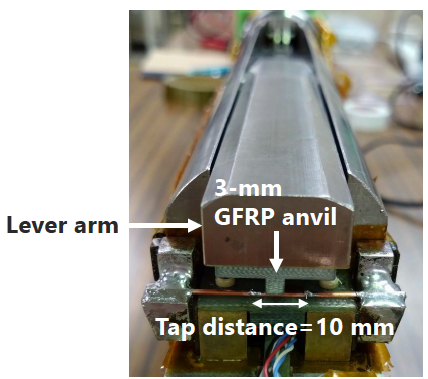 3-mm
GFRP anvil
Lever arm
Tap distance=10 mm